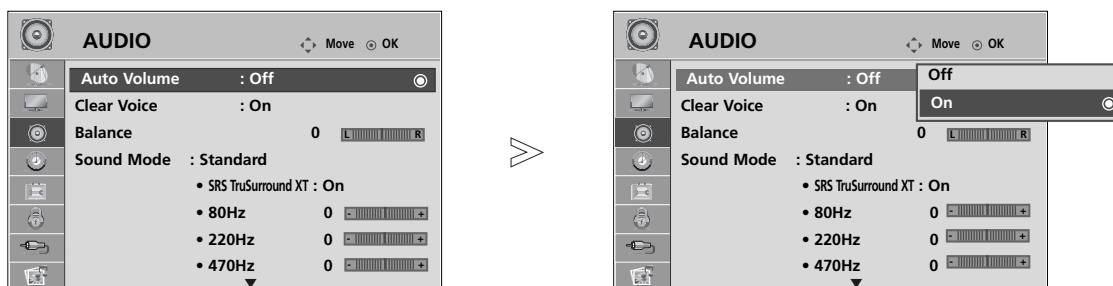 AUDIO
Move
OK
Auto Volume : Off
Clear Voice : On
Balance 0 L R
Sound Mode : Standard
• SRS TruSurround XT : On
• 80Hz 0 - +
• 220Hz 0 - +
• 470Hz 0 - +
AUDIO
Move
OK
Auto Volume : Off
Off
On
Clear Voice : On
Balance 0 L R
Sound Mode : Standard
• SRS TruSurround XT : On
• 80Hz 0 - +
• 220Hz 0 - +
• 470Hz 0 - +